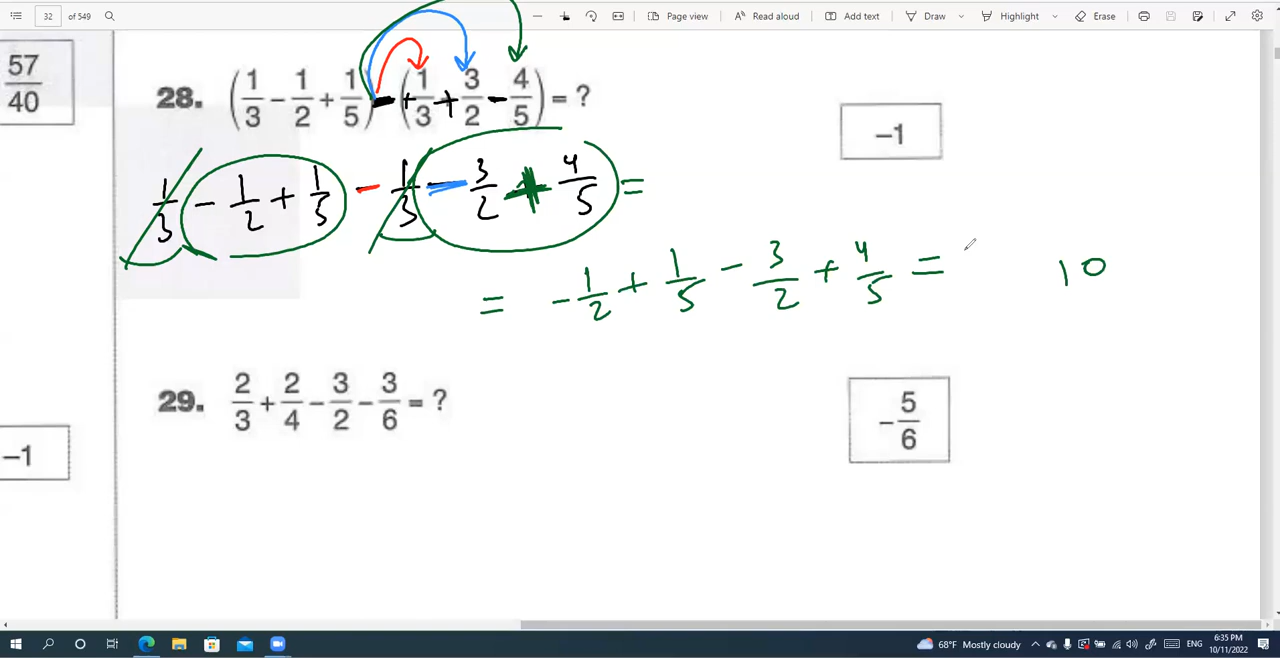 32 of 549 Page view Read aloud Add text Draw Highlight Erase
57/40
28. (1/3 - 1/2 + 1/5) - (+1/3 + 3/2 - 4/5) = ?
-1
1/3 - 1/2 + 1/5 - 1/3 - 3/2 + 4/5 =
= - 1/2 + 1/5 - 3/2 + 4/5 =
10
29. 2/3 + 2/4 - 3/2 - 3/6 = ?
- 5/6
-1
68°F Mostly cloudy ENG 6:35 PM
10/11/2022